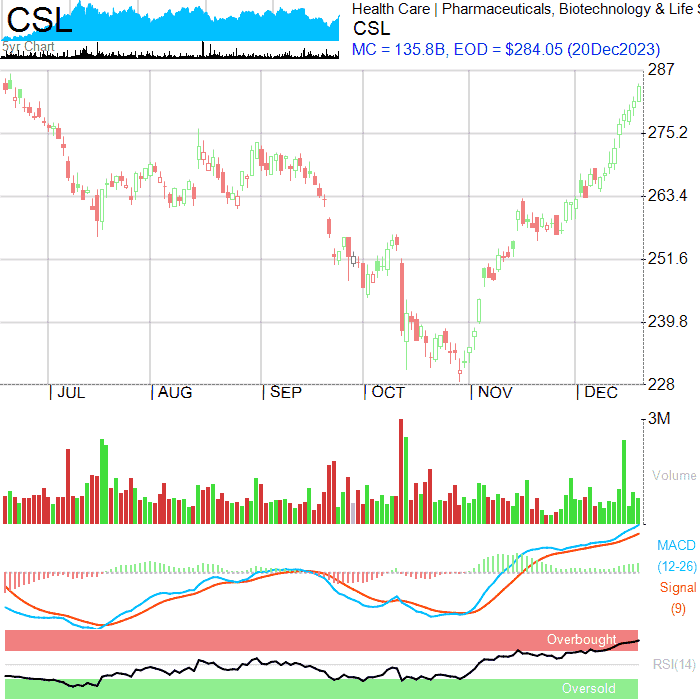 CSL
5yr Chart
Health Care | Pharmaceuticals, Biotechnology & Life S
CSL
MC = 135.8B, EOD = $284.05 (20Dec2023)
287
275.2
263.4
251.6
239.8
228
JUL AUG SEP OCT NOV DEC
3M
Volume
MACD
(12-26)
Signal
(9)
Overbought
RSI(14)
Oversold